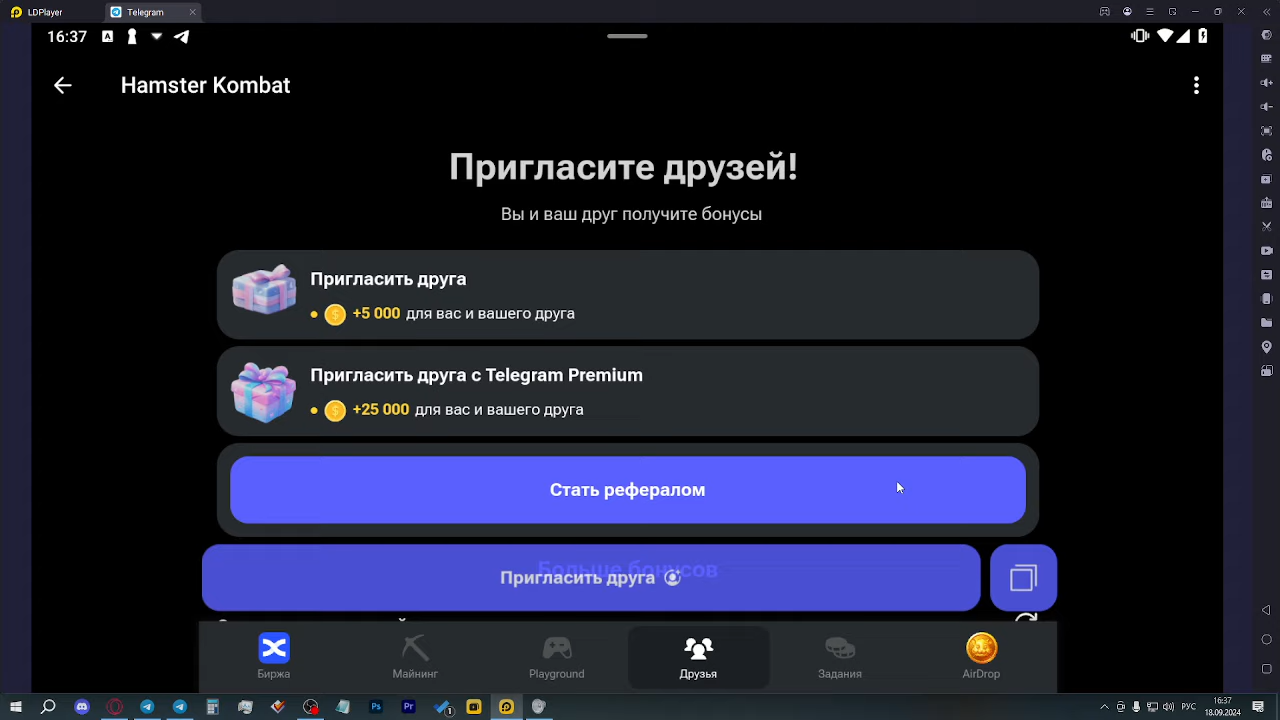 LDPlayer
Telegram
16:37
Hamster Kombat
Пригласите друзей!
Вы и ваш друг получите бонусы
Пригласить друга
+5 000 для вас и вашего друга
Пригласить друга с Telegram Premium
+25 000 для вас и вашего друга
Стать рефералом
Больше бонусов
Пригласить друга
Биржа
Майнинг
Playground
Друзья
Задания
AirDrop
РУС
16:37
18.09.2024